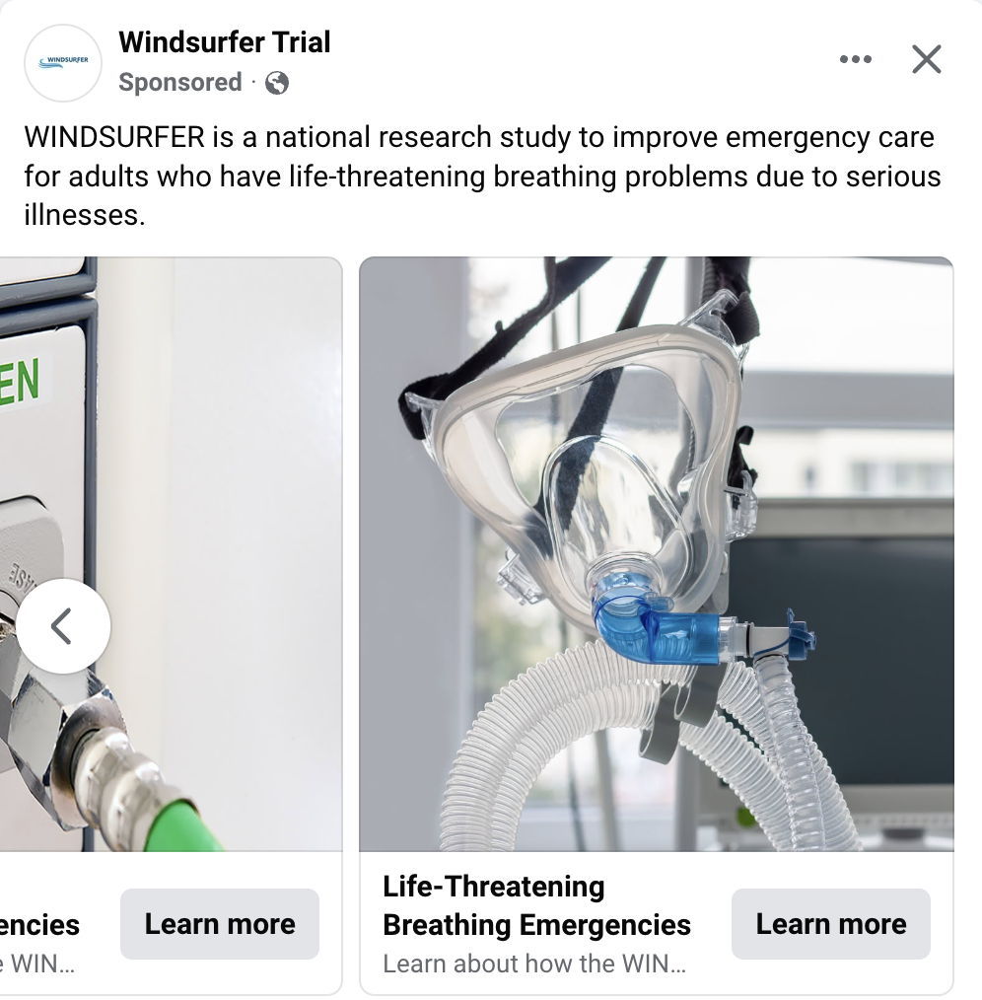 WINDSURFER
Windsurfer Trial
Sponsored ·
WINDSURFER is a national research study to improve emergency care
for adults who have life-threatening breathing problems due to serious
illnesses.
EN
encies
Learn more
e WIN...
Life-Threatening
Breathing Emergencies
Learn more
Learn about how the WIN...